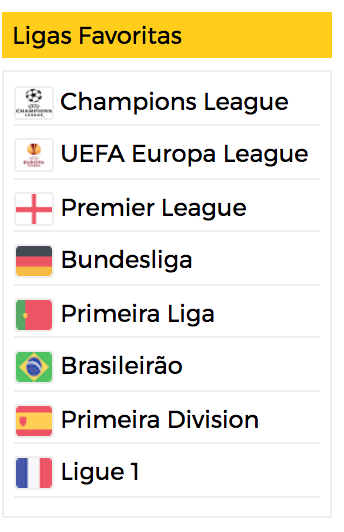 Ligas Favoritas
Champions League
UEFA Europa League
Premier League
Bundesliga
Primeira Liga
Brasileirão
Primeira Division
Ligue 1